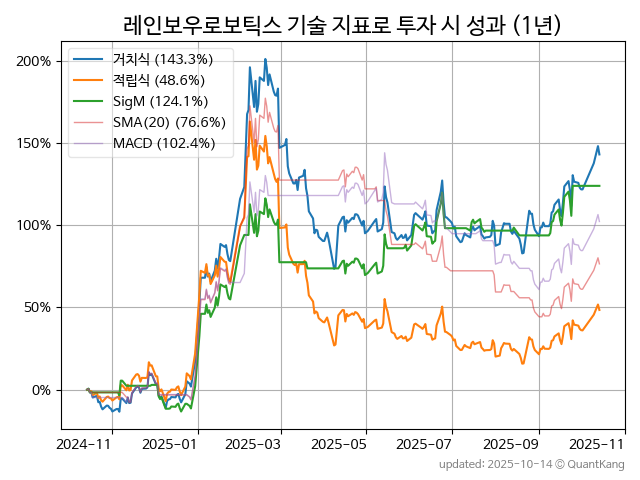 레인보우로보틱스 기술 지표로 투자 시 성과 (1년)
200%
150%
100%
50%
0%
거치식 (143.3%)
적립식 (48.6%)
SigM (124.1%)
SMA(20) (76.6%)
MACD (102.4%)
2024-11 2025-01 2025-03 2025-05 2025-07 2025-09 2025-11
updated: 2025-10-14 © QuantKang